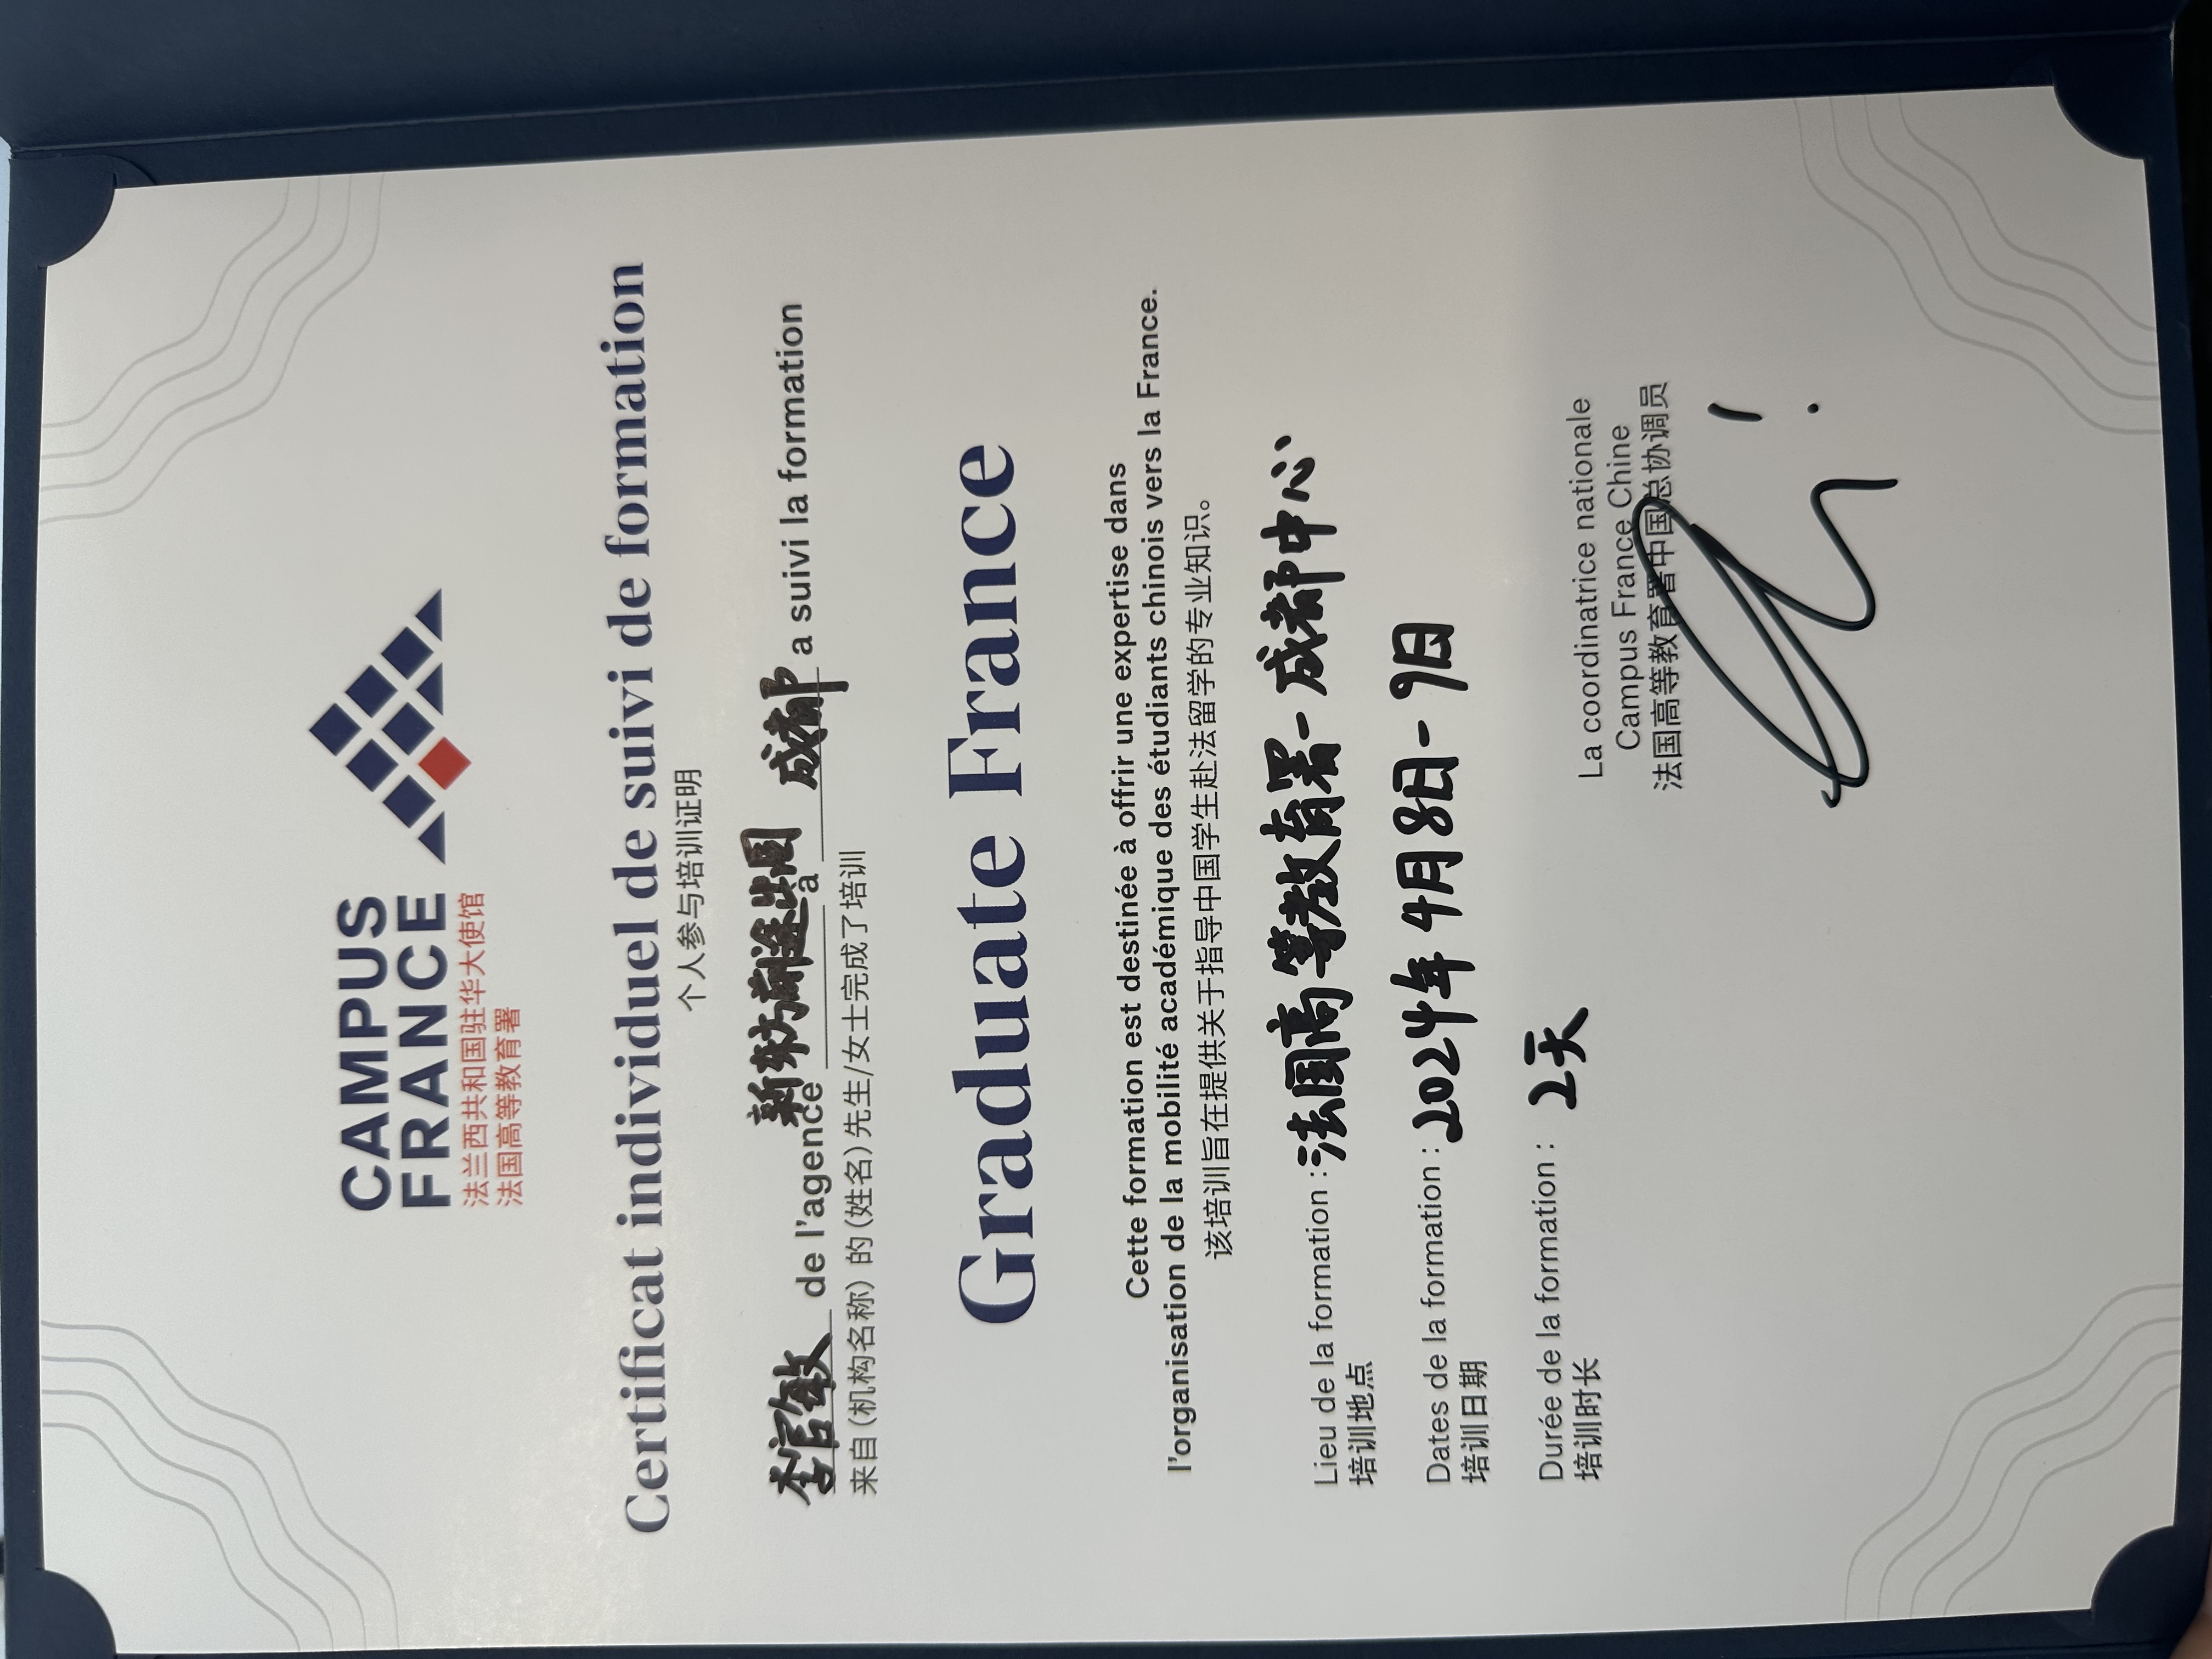 CAMPUS
FRANCE
法兰西共和国驻华大使馆
法国高等教育署
Certificat individuel de suivi de formation
个人参与培训证明
李官敏 de l'agence 新东方前途出国 à 成都 a suivi la formation
来自（机构名称）的（姓名）先生/女士完成了培训
Graduate France
Cette formation est destinée à offrir une expertise dans
l'organisation de la mobilité académique des étudiants chinois vers la France.
该培训旨在提供关于指导中国学生赴法留学的专业知识。
Lieu de la formation : 法国高等教育署-成都中心
培训地点
Dates de la formation : 2024年4月8日-9日
培训日期
Durée de la formation : 2天
培训时长
La coordinatrice nationale
Campus France Chine
法国高等教育署中国总协调员